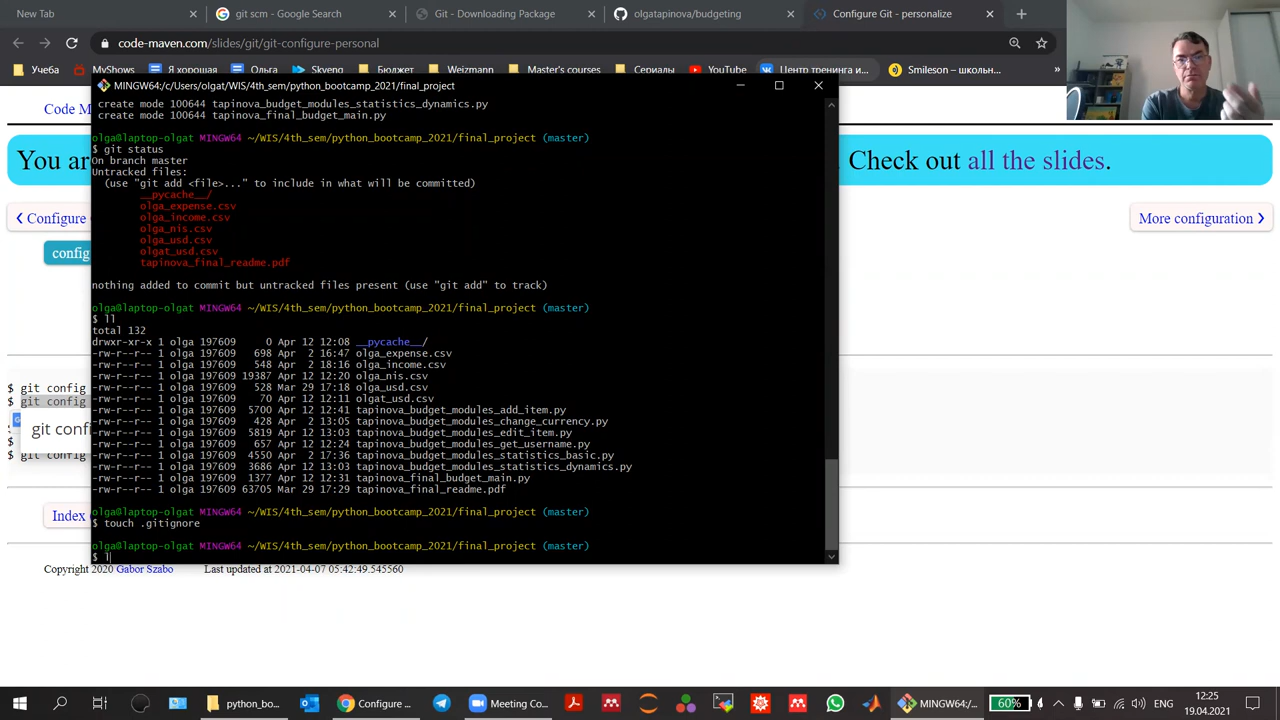 New Tab
git scm - Google Search
Git - Downloading Package
olgatapinova/budgeting
Configure Git - personalize
code-maven.com/slides/git/git-configure-personal
Учеба
MyShows
Ольга
Skyeng
Бюджет
Weizmann
Master's courses
Сериалы
YouTube
Центр тренинга и ...
Smileson – школьн...
MINGW64:/c/Users/olgat/WIS/4th_sem/python_bootcamp_2021/final_project
Code M
You are
Check out all the slides.
Configure
More configuration
config
create mode 100644 tapinova_budget_modules_statistics_dynamics.py
create mode 100644 tapinova_final_budget_main.py
olga@laptop-olgat MINGW64 ~/WIS/4th_sem/python_bootcamp_2021/final_project (master)
$ git status
On branch master
Untracked files:
(use "git add <file>..." to include in what will be committed)
__pycache__/
olga_expense.csv
olga_income.csv
olga_nis.csv
olga_usd.csv
olgat_usd.csv
tapinova_final_readme.pdf
nothing added to commit but untracked files present (use "git add" to track)
olga@laptop-olgat MINGW64 ~/WIS/4th_sem/python_bootcamp_2021/final_project (master)
$ ll
total 132
drwxr-xr-x 1 olga 197609 0 Apr 12 12:08 __pycache__/
-rw-r--r-- 1 olga 197609 698 Apr 2 16:47 olga_expense.csv
-rw-r--r-- 1 olga 197609 548 Apr 2 18:16 olga_income.csv
-rw-r--r-- 1 olga 197609 19387 Apr 12 12:20 olga_nis.csv
-rw-r--r-- 1 olga 197609 528 Mar 29 17:18 olga_usd.csv
-rw-r--r-- 1 olga 197609 70 Apr 12 12:11 olgat_usd.csv
-rw-r--r-- 1 olga 197609 5700 Apr 12 12:41 tapinova_budget_modules_add_item.py
-rw-r--r-- 1 olga 197609 428 Apr 2 13:05 tapinova_budget_modules_change_currency.py
-rw-r--r-- 1 olga 197609 5819 Apr 12 13:03 tapinova_budget_modules_edit_item.py
-rw-r--r-- 1 olga 197609 657 Apr 12 12:24 tapinova_budget_modules_get_username.py
-rw-r--r-- 1 olga 197609 4550 Apr 2 17:36 tapinova_budget_modules_statistics_basic.py
-rw-r--r-- 1 olga 197609 3686 Apr 12 13:03 tapinova_budget_modules_statistics_dynamics.py
-rw-r--r-- 1 olga 197609 1377 Apr 12 12:31 tapinova_final_budget_main.py
-rw-r--r-- 1 olga 197609 63705 Mar 29 17:29 tapinova_final_readme.pdf
olga@laptop-olgat MINGW64 ~/WIS/4th_sem/python_bootcamp_2021/final_project (master)
$ touch .gitignore
olga@laptop-olgat MINGW64 ~/WIS/4th_sem/python_bootcamp_2021/final_project (master)
$ l
$ git config
$ git config
git conf
$
$ git config
Index
Copyright 2020 Gabor Szabo Last updated at 2021-04-07 05:42:49.545560
python_bo...
Configure ...
Meeting Co...
MINGW64:/...
60%
ENG
12:25
19.04.2021